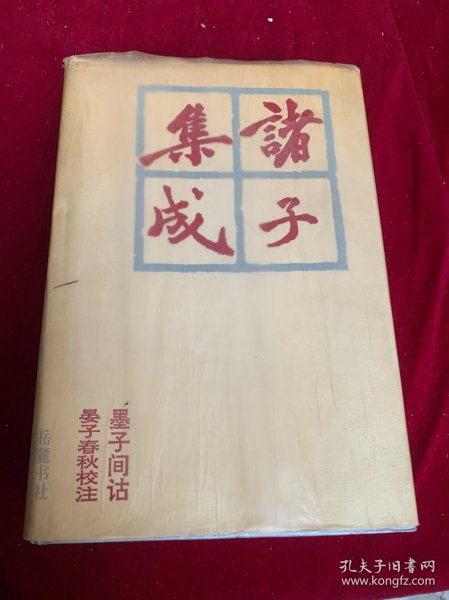 諸子
集成
墨子间诂
晏子春秋校注
岳麓书社
孔夫子旧书网
www.kongfz.com